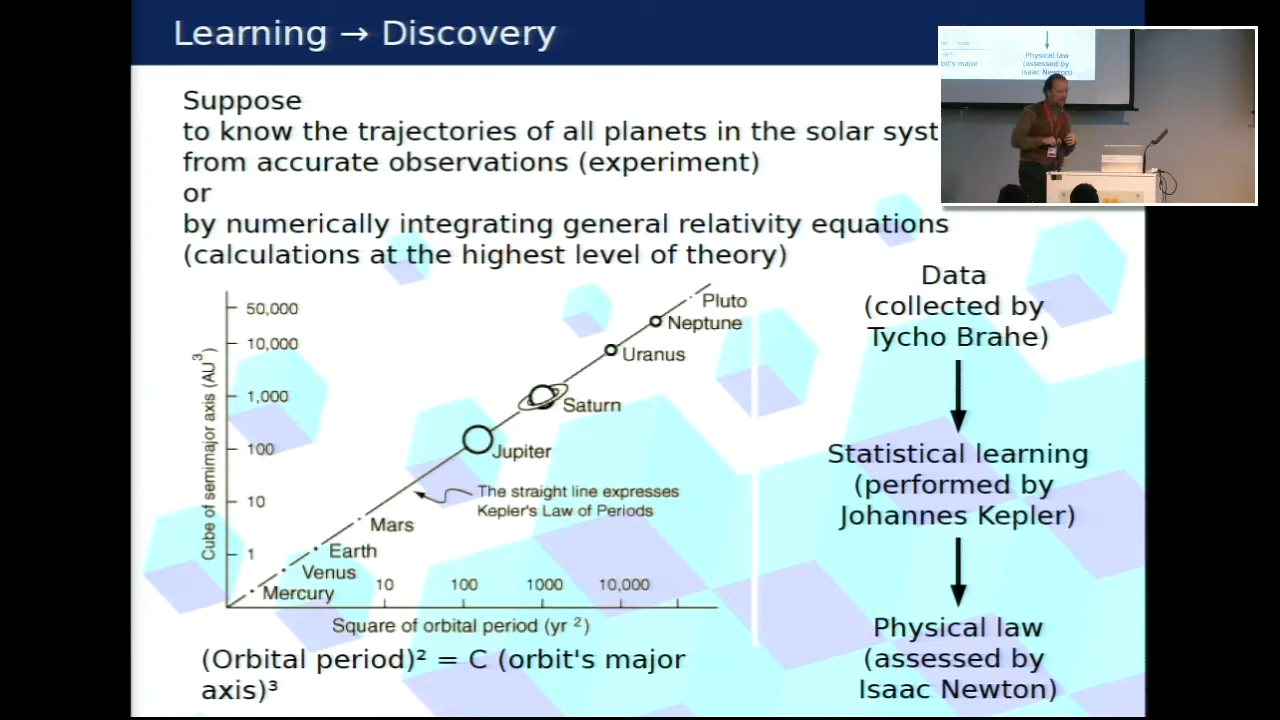 Learning → Discovery
Suppose
to know the trajectories of all planets in the solar syst
from accurate observations (experiment)
or
by numerically integrating general relativity equations
(calculations at the highest level of theory)
Physical law
(assessed by
Isaac Newton)
bit's major
Data
(collected by
Tycho Brahe)
Statistical learning
(performed by
Johannes Kepler)
Physical law
(assessed by
Isaac Newton)
Cube of semimajor axis (AU³)
50,000
10,000
1,000
100
10
1
Pluto
Neptune
Uranus
Saturn
Jupiter
The straight line expresses
Kepler's Law of Periods
Mars
Earth
Venus
Mercury
10 100 1000 10,000
Square of orbital period (yr ²)
(Orbital period)² = C (orbit's major
axis)³